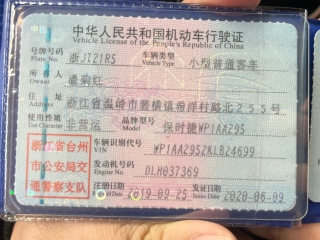 中华人民共和国机动车行驶证
Vehicle License of the People's Republic of China
号牌号码 浙JT21R5 车辆类型 小型普通客车
Plate No. Vehicle Type
所有人 潘菊红
Owner
住址 浙江省温岭市箬横镇垂洋村路北255号
Address
使用性质 非营运 品牌型号 保时捷WP1AA295
Use Character Model
浙江省台州
市公安局交
通警察支队
车辆识别代号 WP1AA2952KLB24699
VIN
发动机号码 DLH037369
Engine No.
注册日期 2019-09-25 发证日期 2020-06-09
Register Date Issue Date